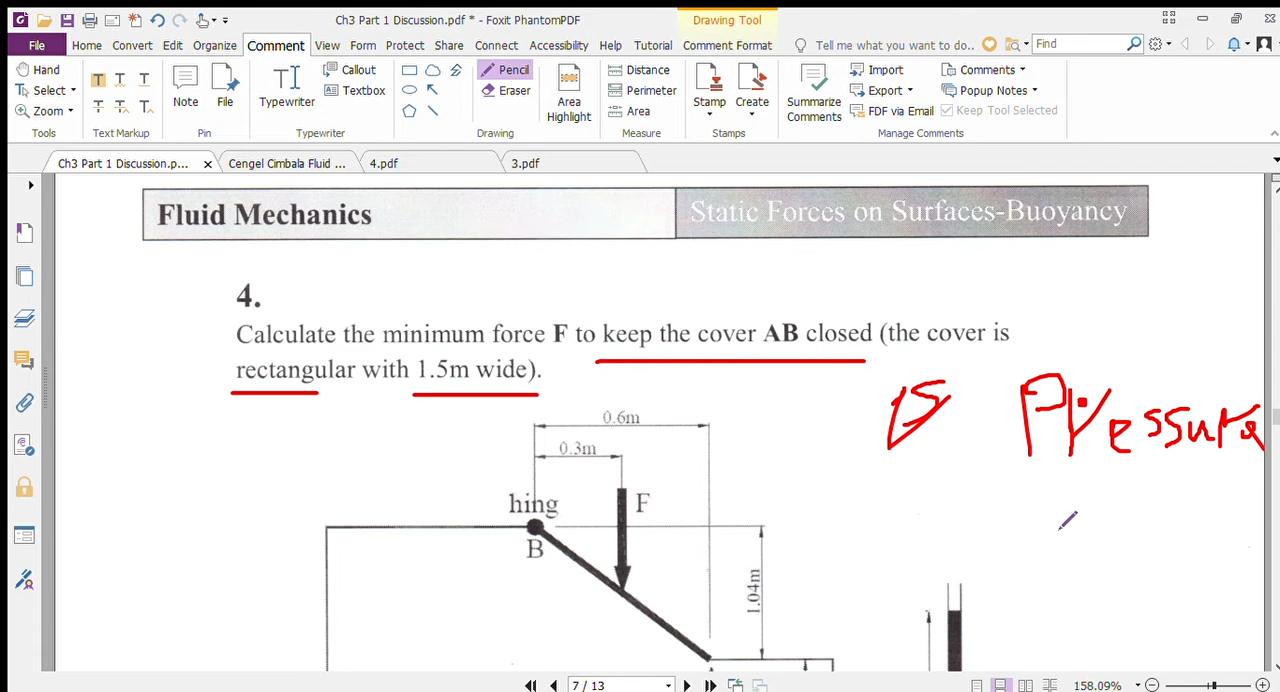 Ch3 Part 1 Discussion.pdf * - Foxit PhantomPDF
Drawing Tool
File Home Convert Edit Organize Comment View Form Protect Share Connect Accessibility Help Tutorial Comment Format Tell me what you want to do.. Find
Hand
Select
Zoom
Note
File
Typewriter
Callout
Textbox
Pencil
Eraser
Area Highlight
Distance
Perimeter
Area
Stamp
Create
Summarize Comments
Import
Export
FDF via Email
Comments
Popup Notes
Keep Tool Selected
Tools Text Markup Pin Typewriter Drawing Measure Stamps Manage Comments
Ch3 Part 1 Discussion.p... Cengel Cimbala Fluid ... 4.pdf 3.pdf
Fluid Mechanics
Static Forces on Surfaces-Buoyancy
4.
Calculate the minimum force F to keep the cover AB closed (the cover is
rectangular with 1.5m wide).
Pressure
0.6m
0.3m
hing
F
B
1.04m
7 / 13
158.09%